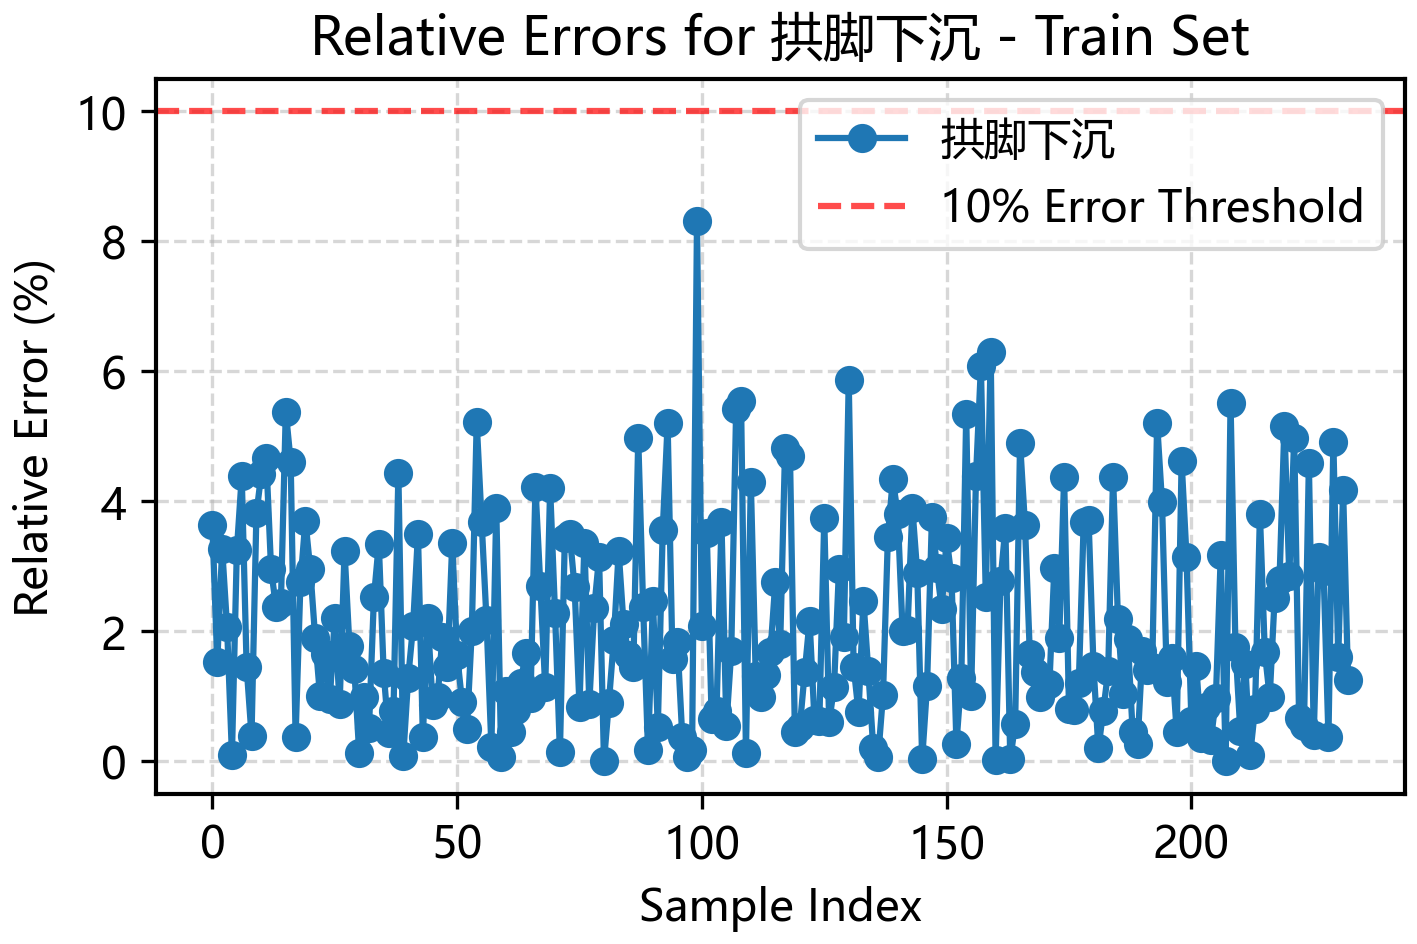 Relative Errors for 拱脚下沉 - Train Set
10
拱脚下沉
10% Error Threshold
8
6
4
2
0
Relative Error (%)
0 50 100 150 200
Sample Index